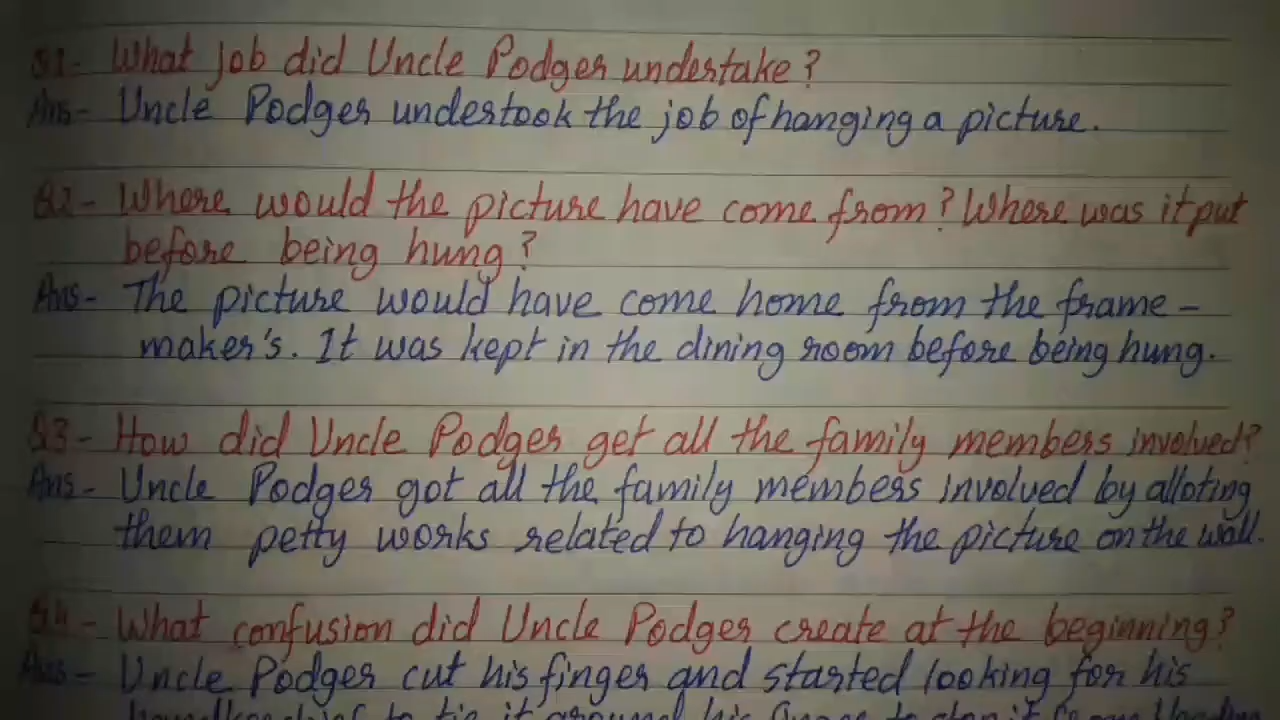 Q1- What job did Uncle Podger undertake?
Ans- Uncle Podger undertook the job of hanging a picture.
Q2- Where would the picture have come from? Where was it put
before being hung?
Ans- The picture would have come home from the frame-
maker's. It was kept in the dining room before being hung.
Q3- How did Uncle Podger get all the family members involved?
Ans- Uncle Podger got all the family members involved by alloting
them petty works related to hanging the picture on the wall.
Q4- What confusion did Uncle Podger create at the beginning?
Ans- Uncle Podger cut his finger and started looking for his
to tie it around his